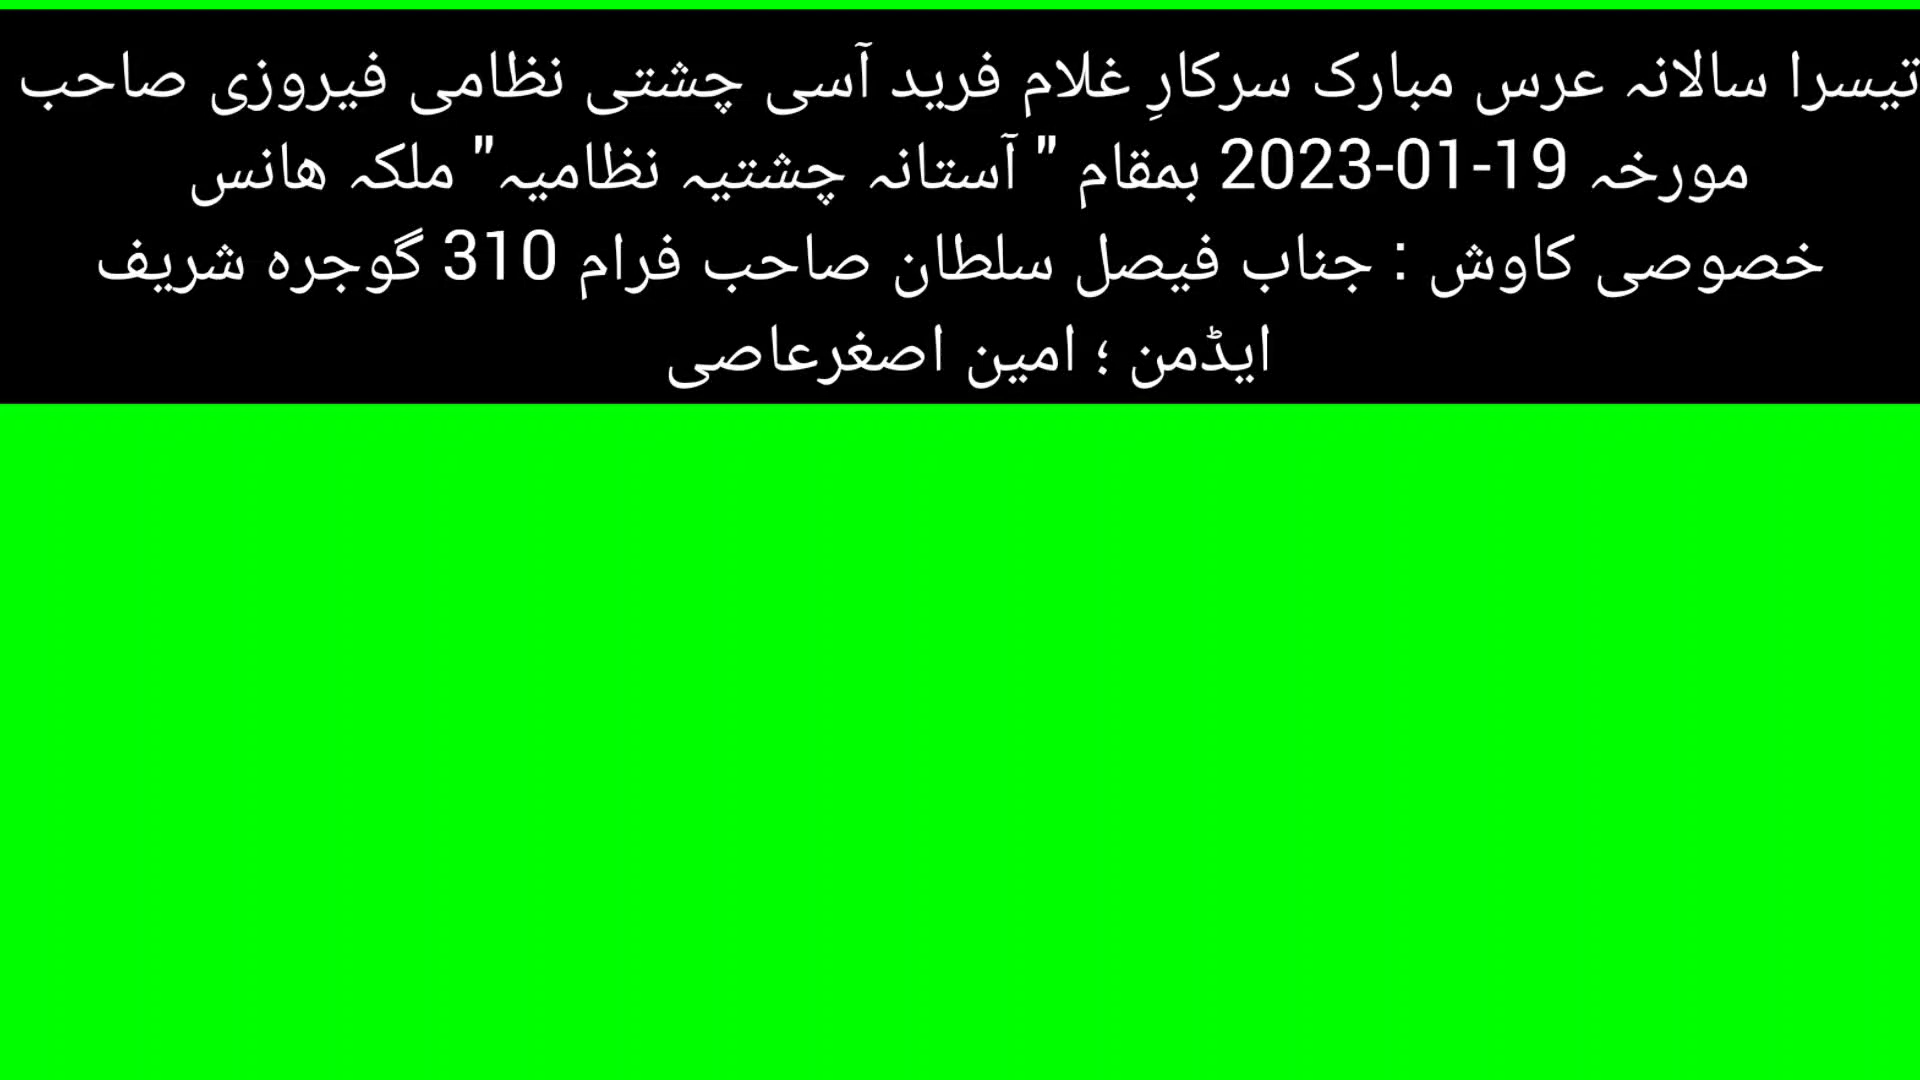 تیسرا سالانہ عرس مبارک سرکارِ غلام فرید آسی چشتی نظامی فیروزی صاحب
مورخہ 19-01-2023 بمقام " آستانہ چشتیہ نظامیہ" ملکہ ھانس
خصوصی کاوش : جناب فیصل سلطان صاحب فرام 310 گوجرہ شریف
ایڈمن ؛ امین اصغرعاصی